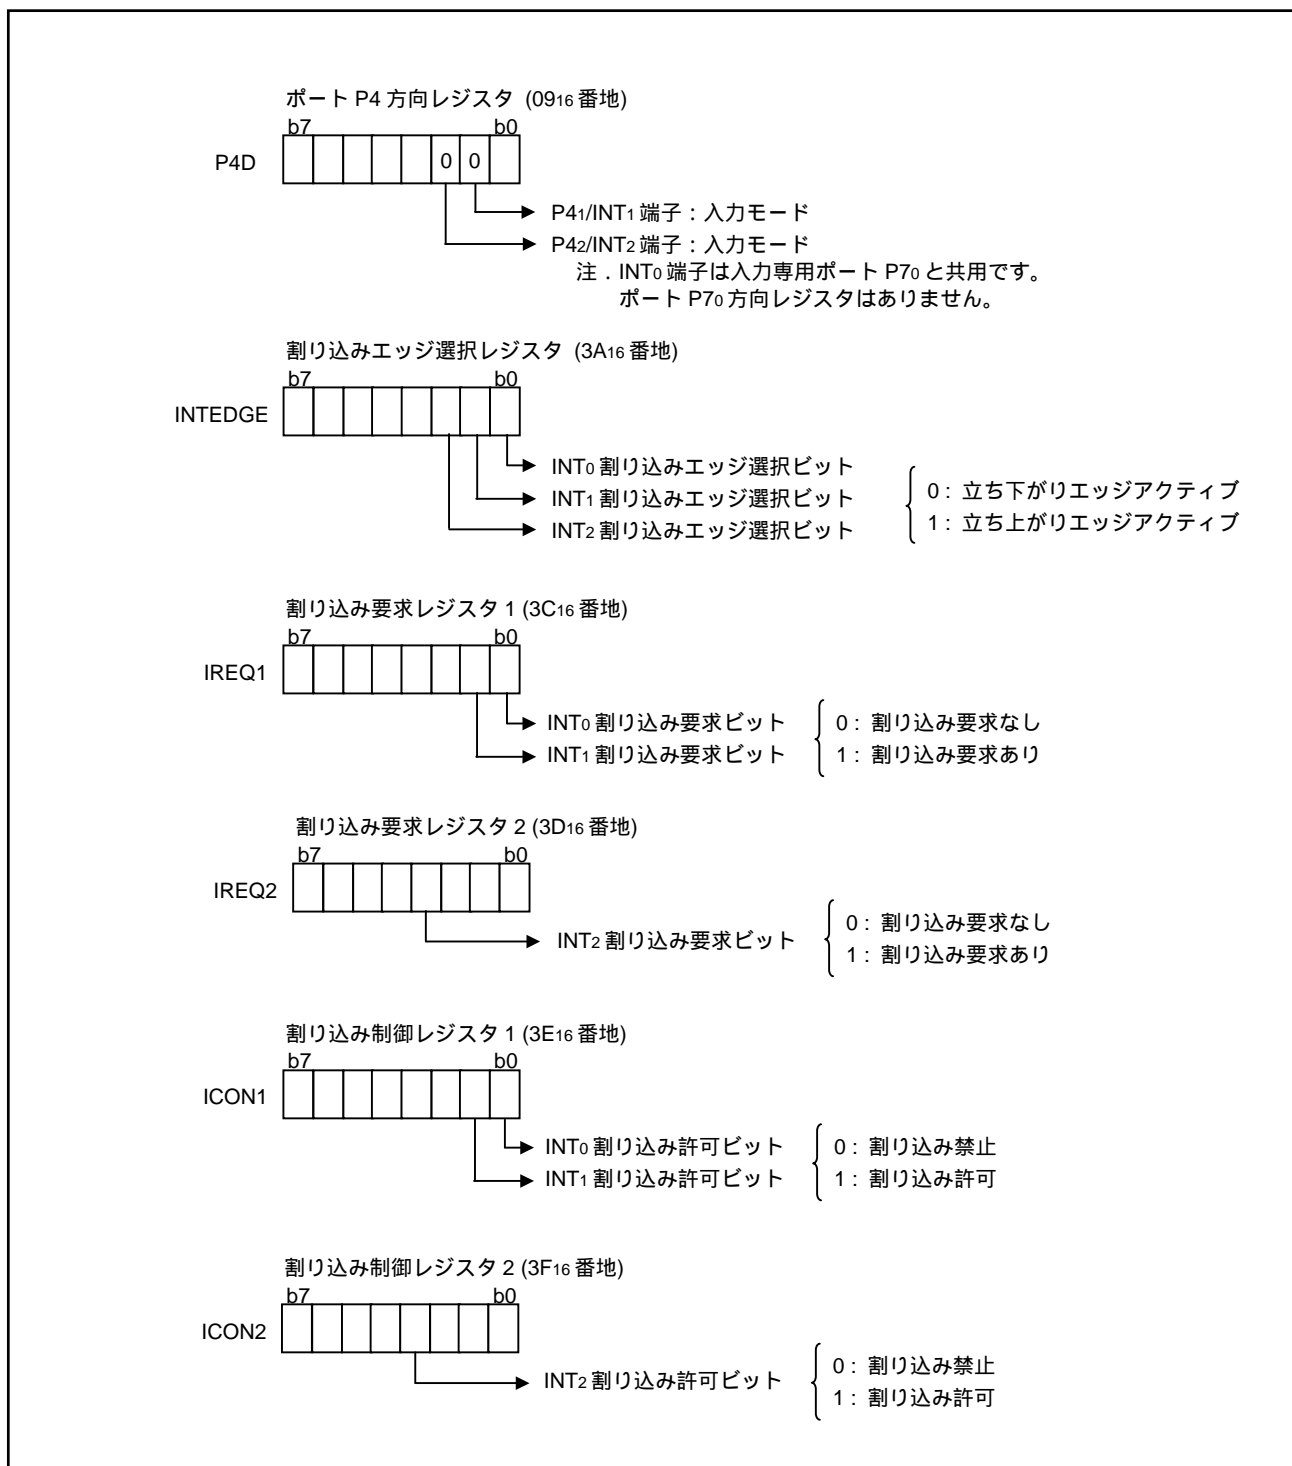 ポート P4 方向レジスタ (0916 番地)
b7 b0
P4D 0 0
P41/INT1 端子：入力モード
P42/INT2 端子：入力モード
注．INT0 端子は入力専用ポート P70 と共用です。
ポート P70 方向レジスタはありません。
割り込みエッジ選択レジスタ (3A16 番地)
b7 b0
INTEDGE
INT0 割り込みエッジ選択ビット
INT1 割り込みエッジ選択ビット
INT2 割り込みエッジ選択ビット
0：立ち下がりエッジアクティブ
1：立ち上がりエッジアクティブ
割り込み要求レジスタ 1 (3C16 番地)
b7 b0
IREQ1
INT0 割り込み要求ビット
INT1 割り込み要求ビット
0：割り込み要求なし
1：割り込み要求あり
割り込み要求レジスタ 2 (3D16 番地)
b7 b0
IREQ2
INT2 割り込み要求ビット
0：割り込み要求なし
1：割り込み要求あり
割り込み制御レジスタ 1 (3E16 番地)
b7 b0
ICON1
INT0 割り込み許可ビット
INT1 割り込み許可ビット
0：割り込み禁止
1：割り込み許可
割り込み制御レジスタ 2 (3F16 番地)
b7 b0
ICON2
INT2 割り込み許可ビット
0：割り込み禁止
1：割り込み許可